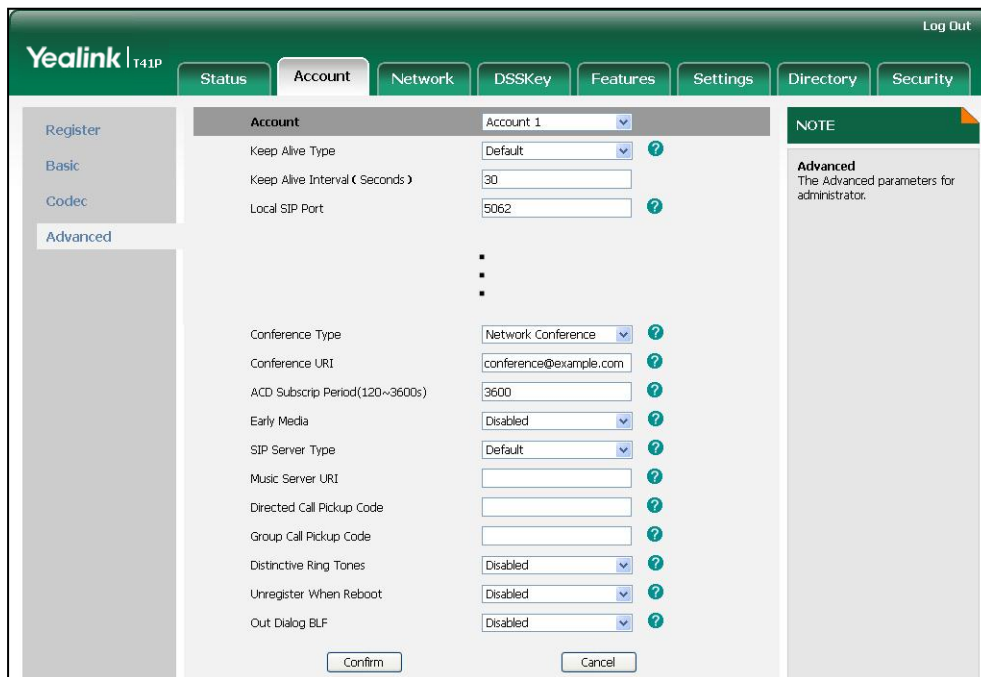 Log Out
Yealink T41P
Status Account Network DSSKey Features Settings Directory Security
Register
Basic
Codec
Advanced
Account Account 1
Keep Alive Type Default ?
Keep Alive Interval ( Seconds ) 30
Local SIP Port 5062 ?
Conference Type Network Conference ?
Conference URI conference@example.com ?
ACD Subscrip Period(120~3600s) 3600 ?
Early Media Disabled ?
SIP Server Type Default ?
Music Server URI ?
Directed Call Pickup Code ?
Group Call Pickup Code ?
Distinctive Ring Tones Disabled ?
Unregister When Reboot Disabled ?
Out Dialog BLF Disabled ?
Confirm Cancel
NOTE
Advanced
The Advanced parameters for
administrator.